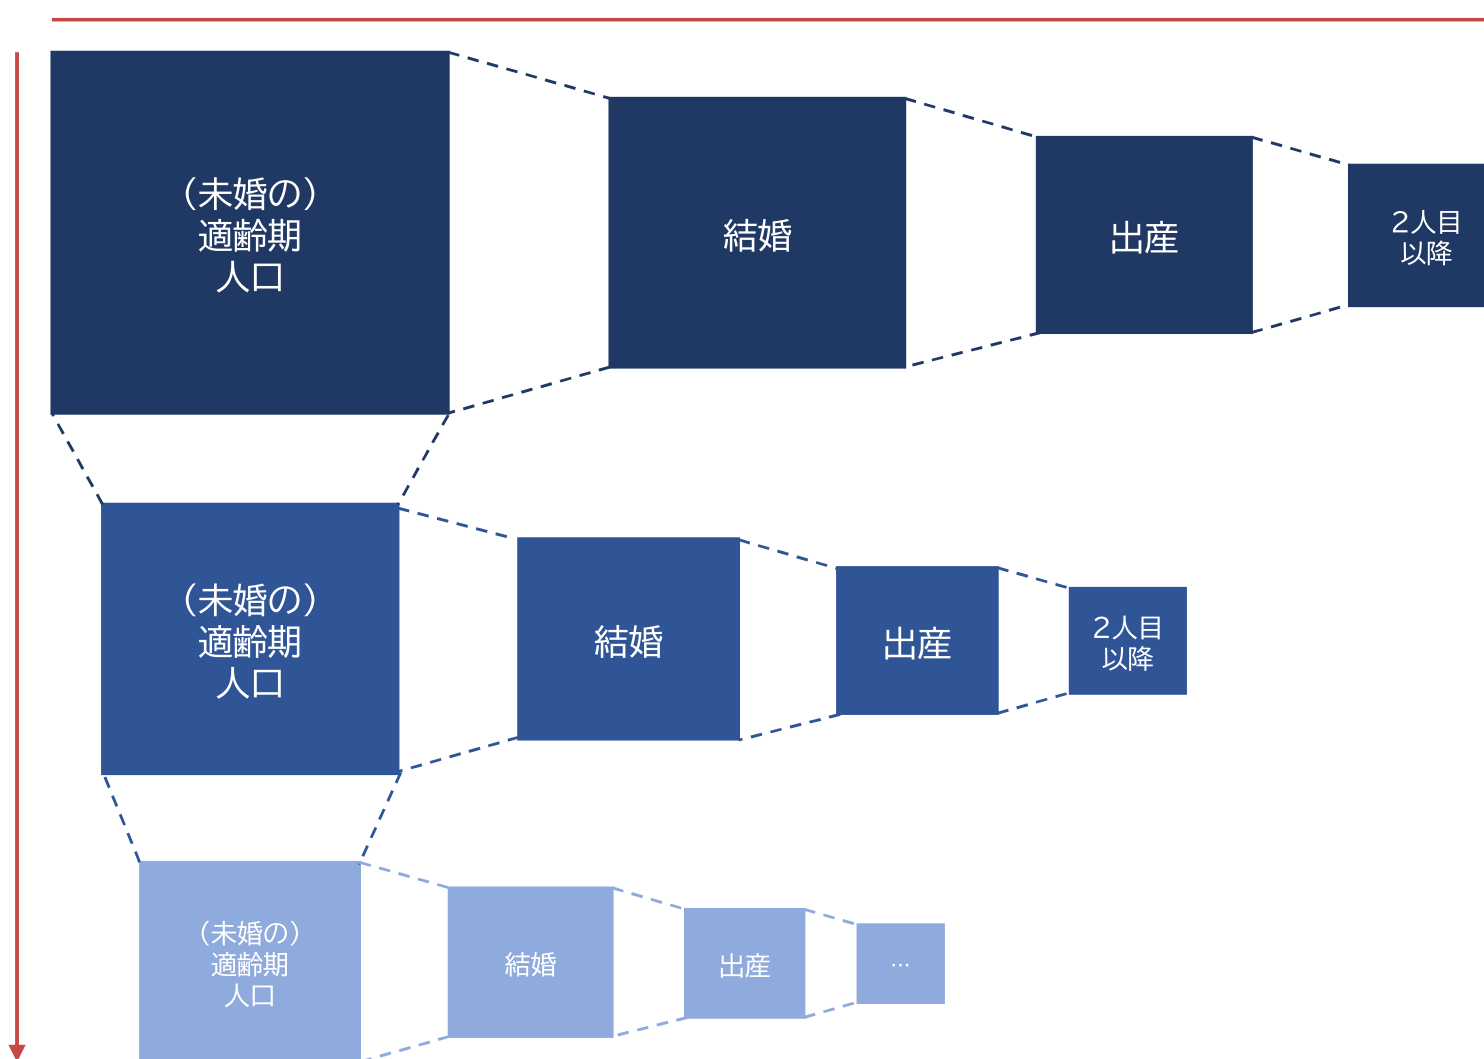 （未婚の）
適齢期
人口
結婚
出産
2人目
以降
（未婚の）
適齢期
人口
結婚
出産
2人目
以降
（未婚の）
適齢期
人口
結婚
出産
…